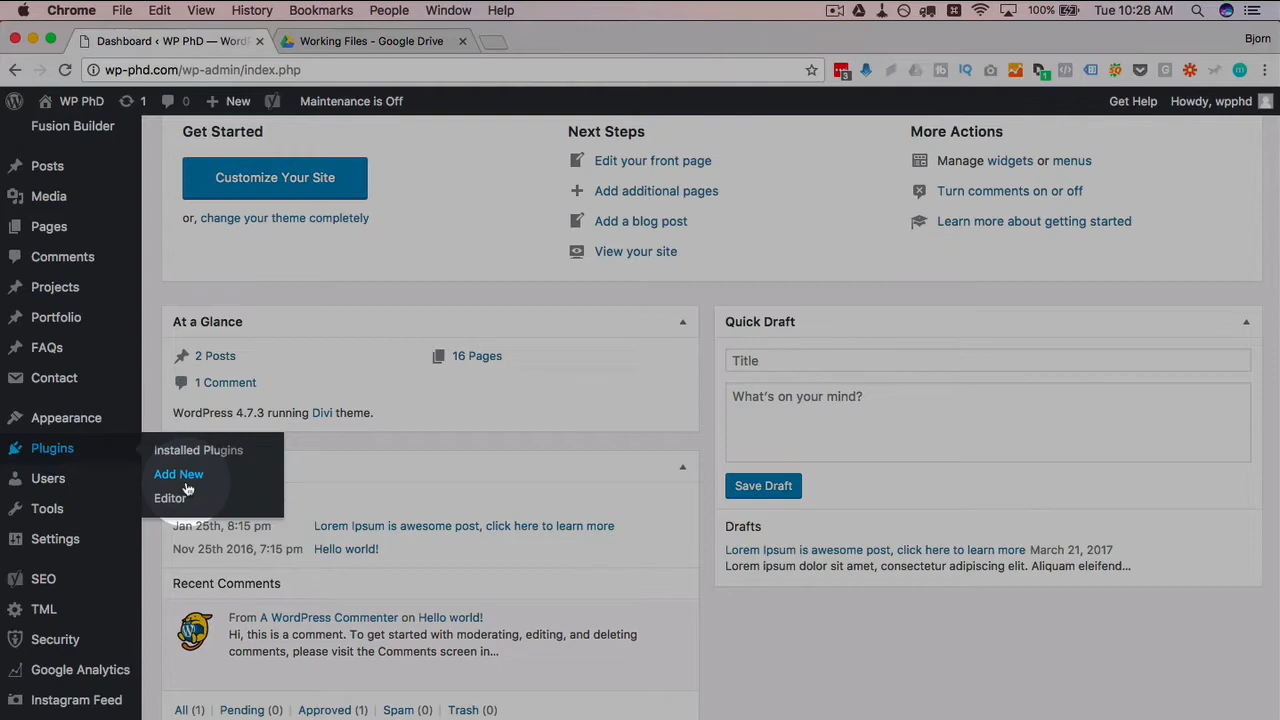 Chrome File Edit View History Bookmarks People Window Help 100% Tue 10:28 AM
Dashboard ‹ WP PhD — Word
Working Files - Google Drive
Bjorn
wp-phd.com/wp-admin/index.php
3
1
WP PhD 1 0 New Maintenance is Off Get Help Howdy, wpphd
Fusion Builder
Posts
Media
Pages
Comments
Projects
Portfolio
FAQs
Contact
Appearance
Plugins
Users
Tools
Settings
SEO
TML
Security
Google Analytics
Instagram Feed
Installed Plugins
Add New
Editor
Get Started
Customize Your Site
or, change your theme completely
Next Steps
Edit your front page
Add additional pages
Add a blog post
View your site
More Actions
Manage widgets or menus
Turn comments on or off
Learn more about getting started
At a Glance
2 Posts
16 Pages
1 Comment
WordPress 4.7.3 running Divi theme.
Jan 25th, 8:15 pm Lorem Ipsum is awesome post, click here to learn more
Nov 25th 2016, 7:15 pm Hello world!
Recent Comments
From A WordPress Commenter on Hello world!
Hi, this is a comment. To get started with moderating, editing, and deleting
comments, please visit the Comments screen in…
All (1) Pending (0) Approved (1) Spam (0) Trash (0)
Quick Draft
Title
What's on your mind?
Save Draft
Drafts
Lorem Ipsum is awesome post, click here to learn more March 21, 2017
Lorem ipsum dolor sit amet, consectetur adipiscing elit. Aliquam eleifend…